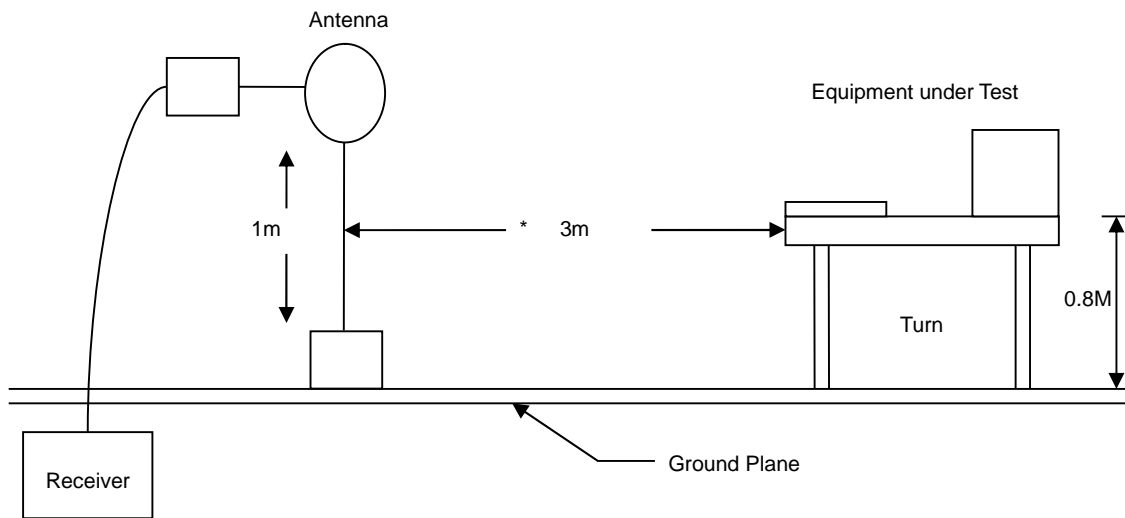 Antenna
Equipment under Test
1m
* 3m
0.8M
Turn
Ground Plane
Receiver